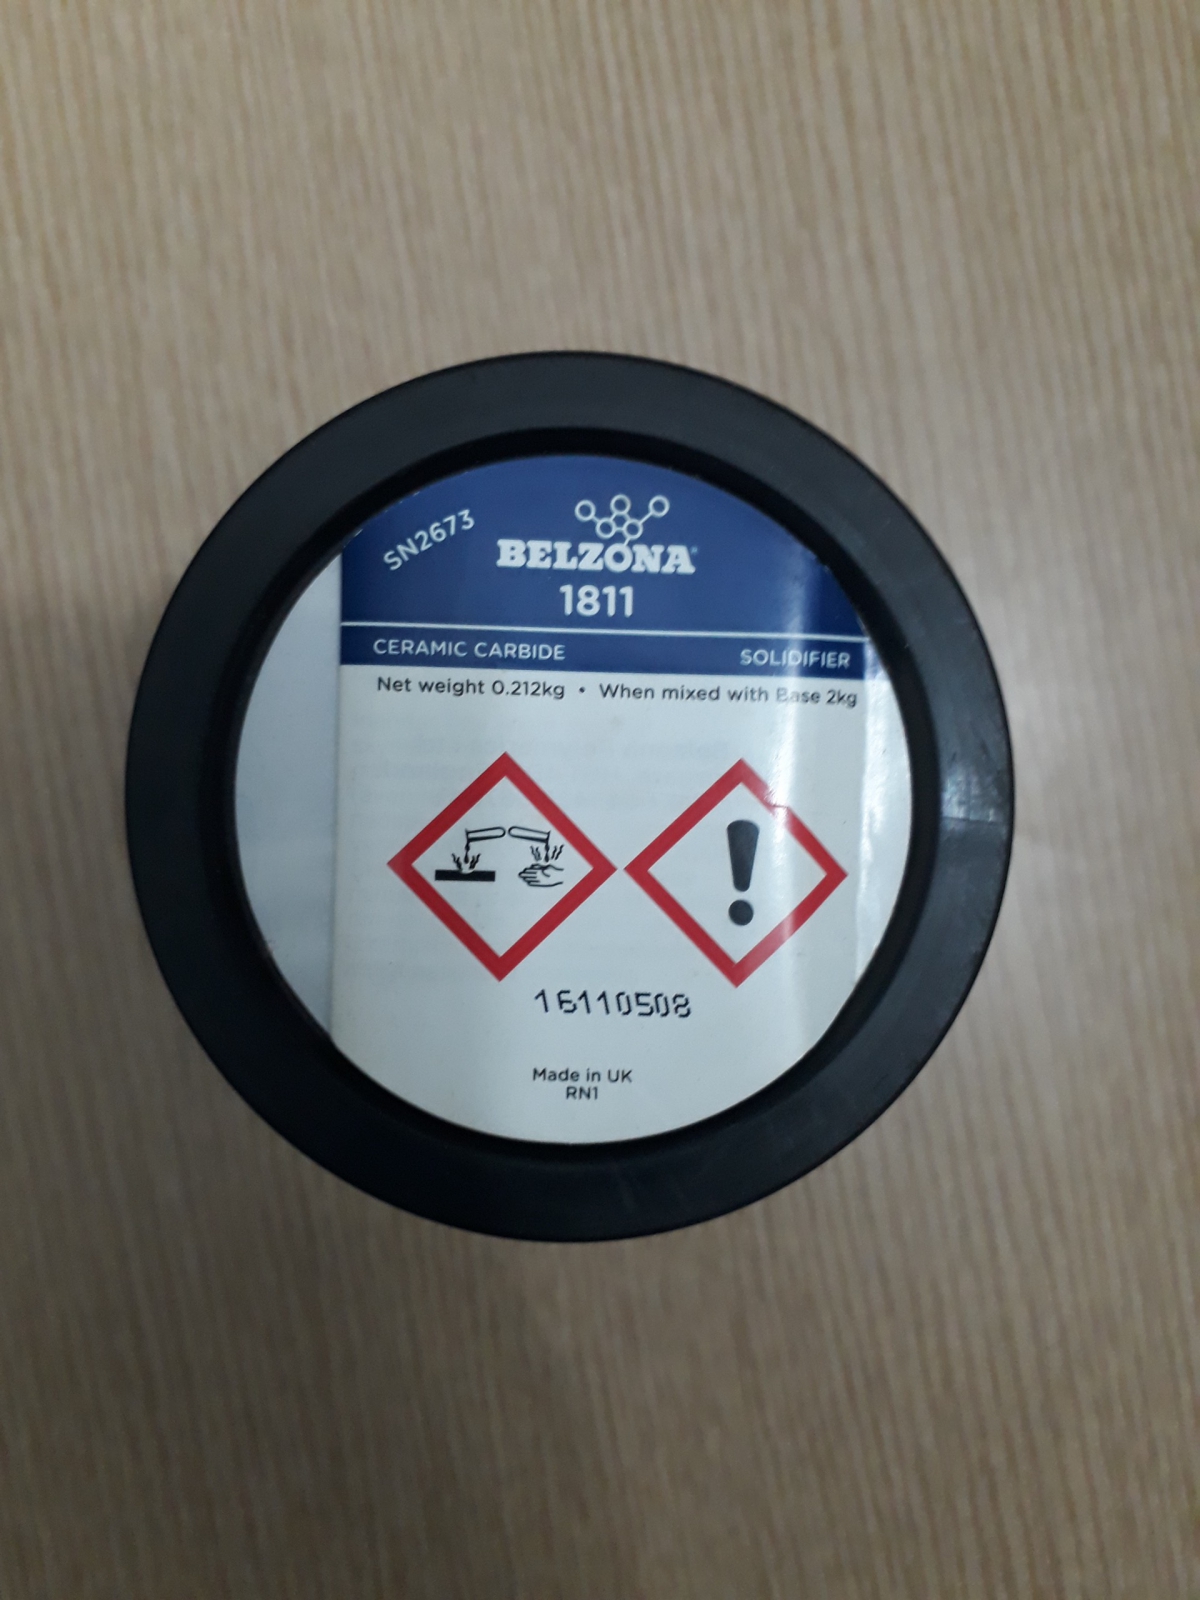 SN2673
BELZONA
1811
CERAMIC CARBIDE SOLIDIFIER
Net weight 0.212kg • When mixed with Base 2kg
16110508
Made in UK
RN1